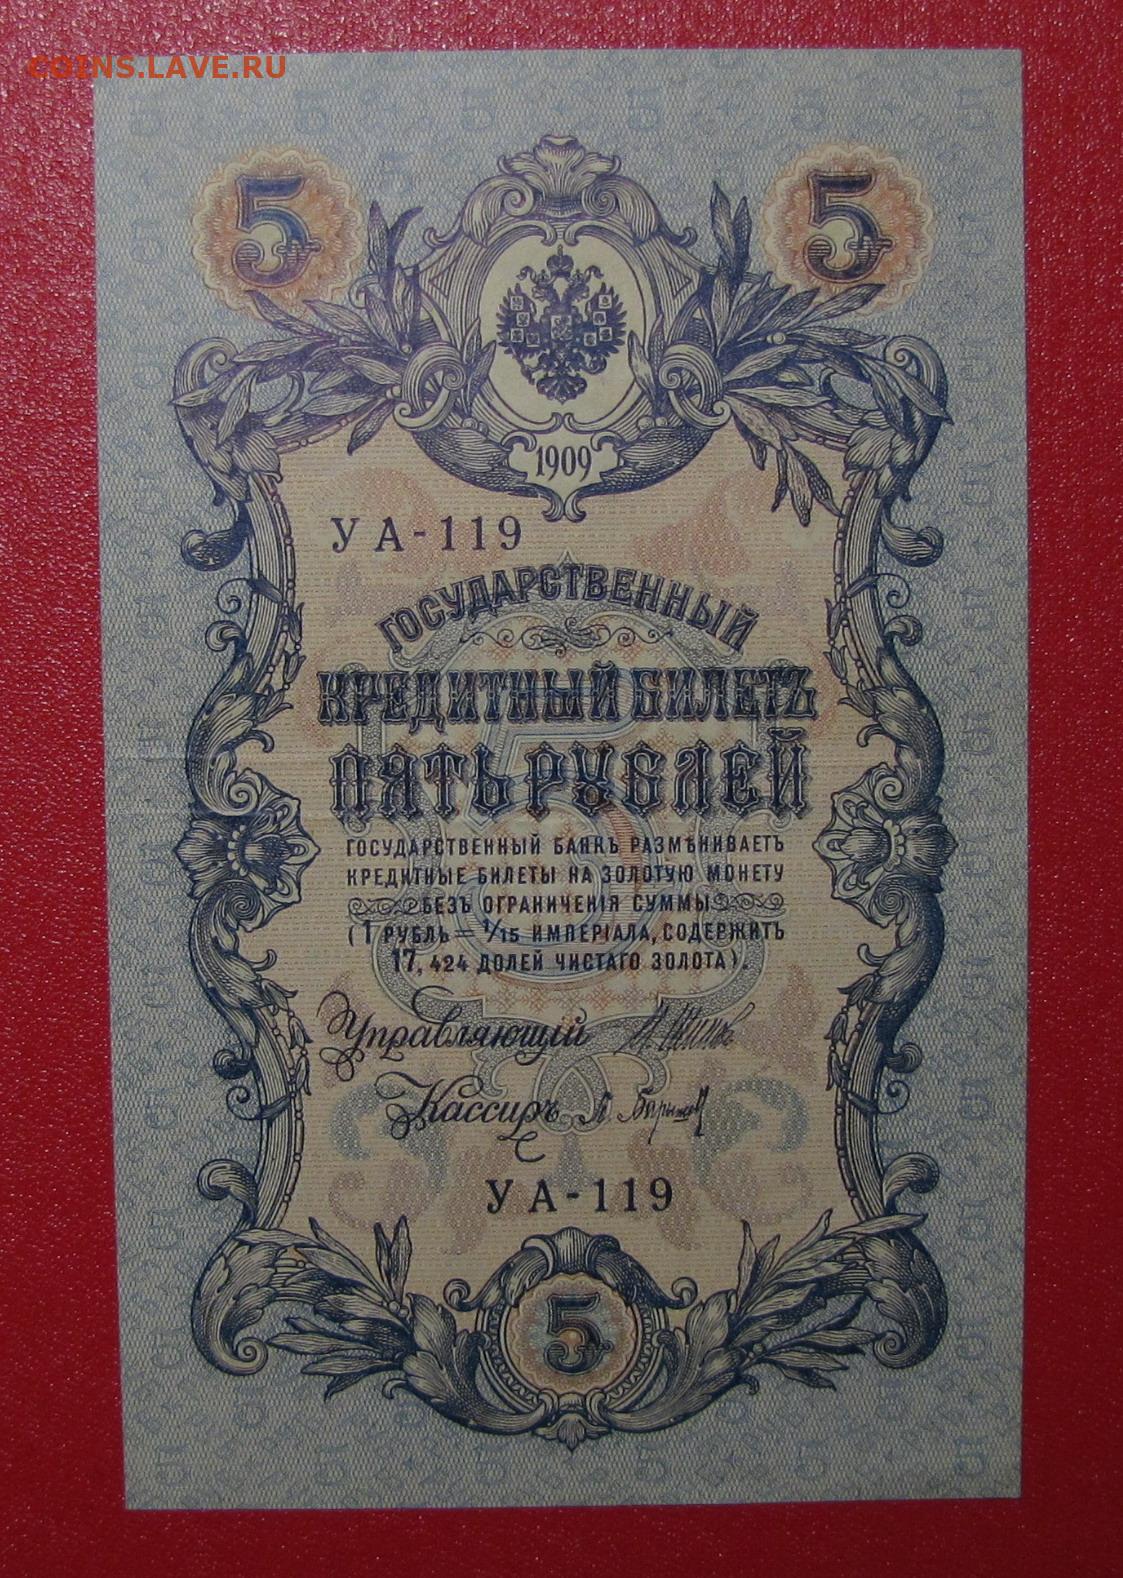 COINS.LAVE.RU
5 5
1909
УА-119
ГОСУДАРСТВЕННЫЙ
КРЕДИТНЫЙ БИЛЕТЪ
ПЯТЬ РУБЛЕЙ
ГОСУДАРСТВЕННЫЙ БАНКЪ РАЗМѢНИВАЕТЪ
КРЕДИТНЫЕ БИЛЕТЫ НА ЗОЛОТУЮ МОНЕТУ
БЕЗЪ ОГРАНИЧЕНІЯ СУММЫ
(1 РУБЛЬ = 1/15 ИМПЕРІАЛА, СОДЕРЖИТЪ
17,424 ДОЛЕЙ ЧИСТАГО ЗОЛОТА).
Управляющій
Кассиръ
УА-119
5